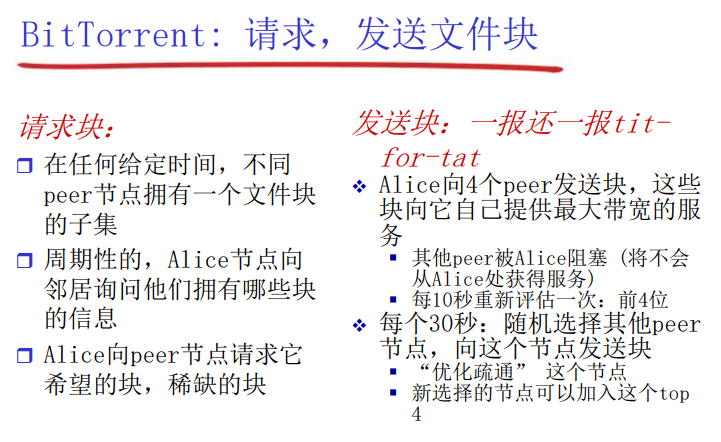 BitTorrent: 请求，发送文件块
请求块：
在任何给定时间，不同
peer节点拥有一个文件块
的子集
周期性的，Alice节点向
邻居询问他们拥有哪些块
的信息
Alice向peer节点请求它
希望的块，稀缺的块
发送块：一报还一报tit-
for-tat
Alice向4个peer发送块，这些
块向它自己提供最大带宽的服
务
其他peer被Alice阻塞 (将不会
从Alice处获得服务)
每10秒重新评估一次：前4位
每个30秒：随机选择其他peer
节点，向这个节点发送块
“优化疏通” 这个节点
新选择的节点可以加入这个top
4